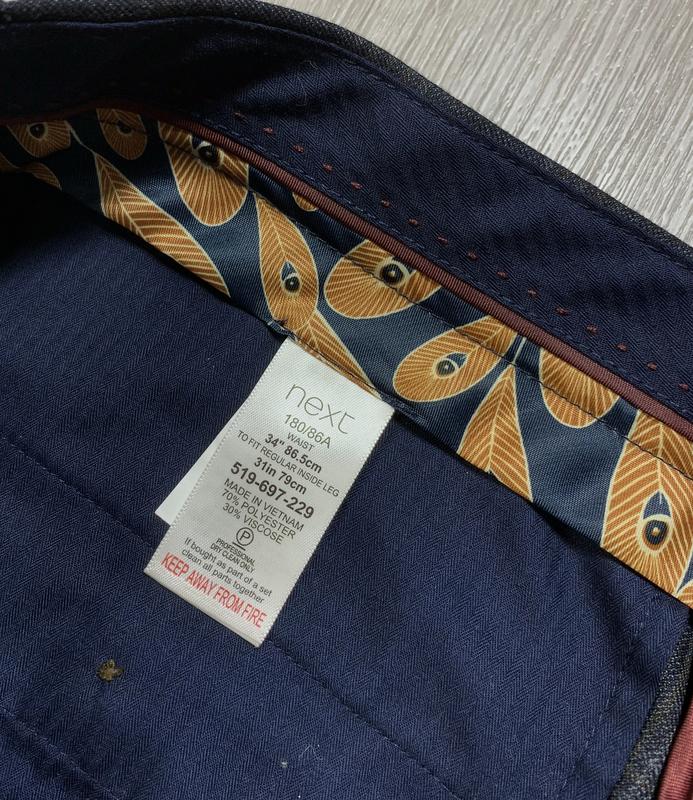 next
180/86A
WAIST
34" 86.5cm
TO FIT REGULAR INSIDE LEG
31in 79cm
519-697-229
MADE IN VIETNAM
70% POLYESTER
30% VISCOSE
P
PROFESSIONAL
DRY CLEAN ONLY
If bought as part of a set
clean all parts together
KEEP AWAY FROM FIRE